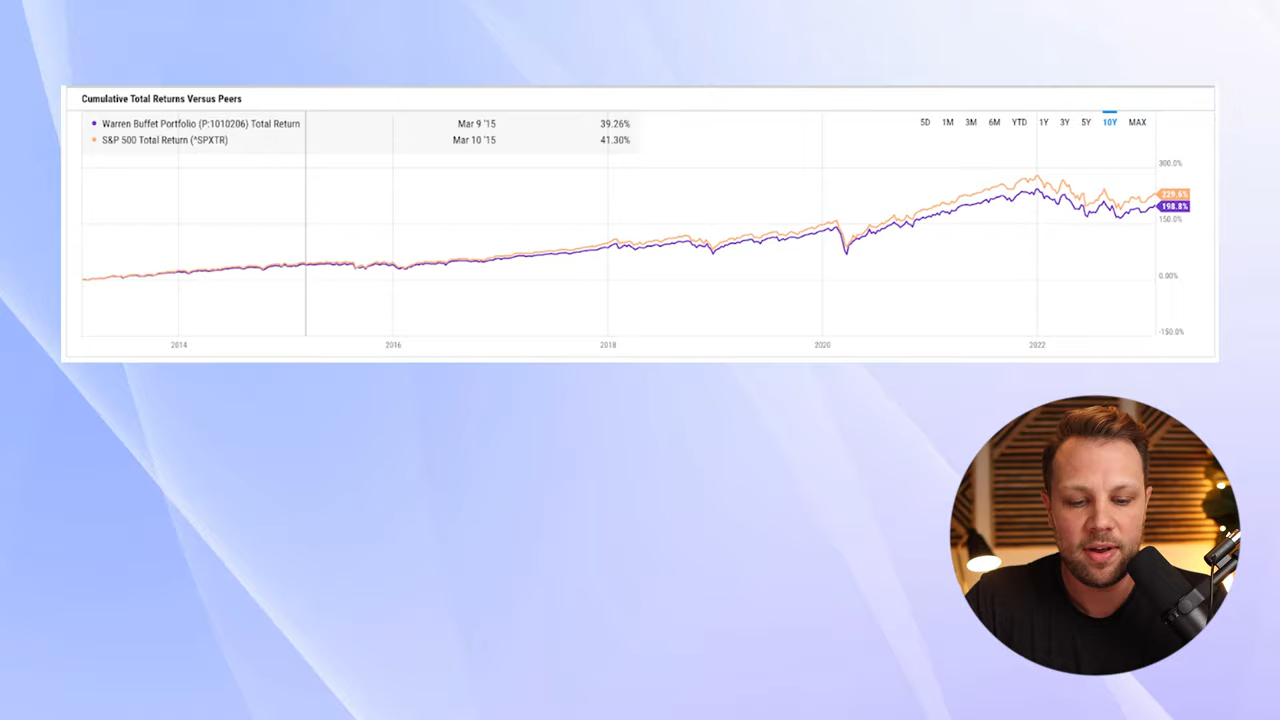 Cumulative Total Returns Versus Peers
Warren Buffet Portfolio (P:1010206) Total Return Mar 9 '15 39.26%
S&P 500 Total Return (^SPXTR) Mar 10 '15 41.30%
5D 1M 3M 6M YTD 1Y 3Y 5Y 10Y MAX
300.0%
229.6%
198.8%
150.0%
0.00%
-150.0%
2014 2016 2018 2020 2022